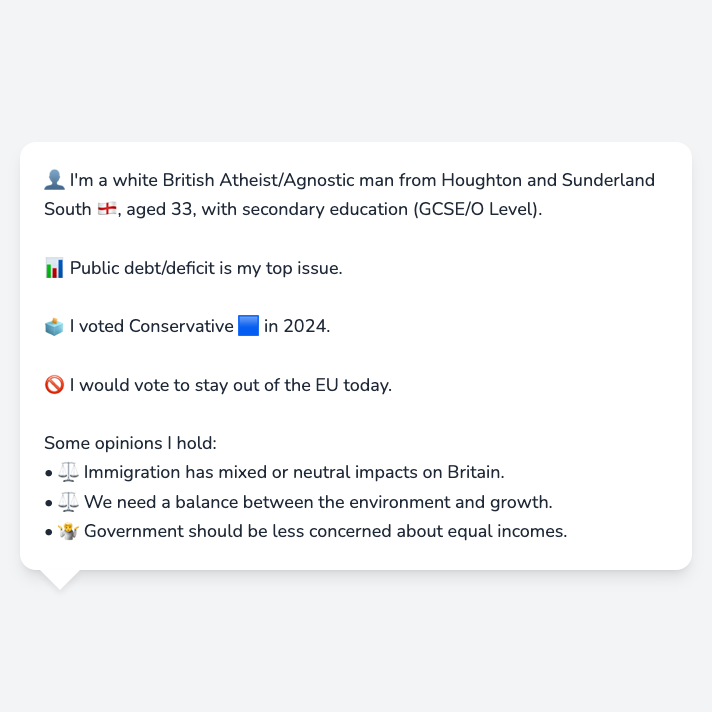 👤 I'm a white British Atheist/Agnostic man from Houghton and Sunderland
South 🏴󠁧󠁢󠁥󠁮󠁧󠁿, aged 33, with secondary education (GCSE/O Level).
📊 Public debt/deficit is my top issue.
🗳️ I voted Conservative 🟦 in 2024.
🚫 I would vote to stay out of the EU today.
Some opinions I hold:
• ⚖️ Immigration has mixed or neutral impacts on Britain.
• ⚖️ We need a balance between the environment and growth.
• 🤷 Government should be less concerned about equal incomes.